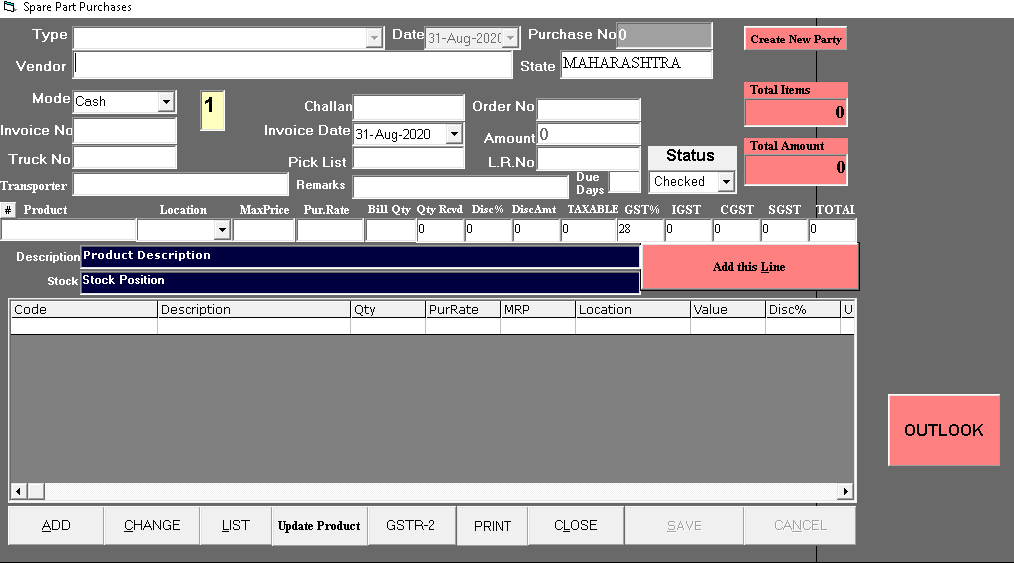 Spare Part Purchases
Type Date 31-Aug-2020 Purchase No 0 Create New Party
Vendor State MAHARASHTRA
Mode Cash 1 Challan Order No Total Items
0
Invoice No Invoice Date 31-Aug-2020 Amount 0
Truck No Pick List L.R.No Status Total Amount
0
Transporter Remarks Due Days Checked
# Product Location MaxPrice Pur.Rate Bill Qty Qty Rcvd Disc% DiscAmt TAXABLE GST% IGST CGST SGST TOTAL
0 0 0 0 28 0 0 0 0
Description Product Description Add this Line
Stock Stock Position
Code Description Qty PurRate MRP Location Value Disc% U
OUTLOOK
ADD CHANGE LIST Update Product GSTR-2 PRINT CLOSE SAVE CANCEL